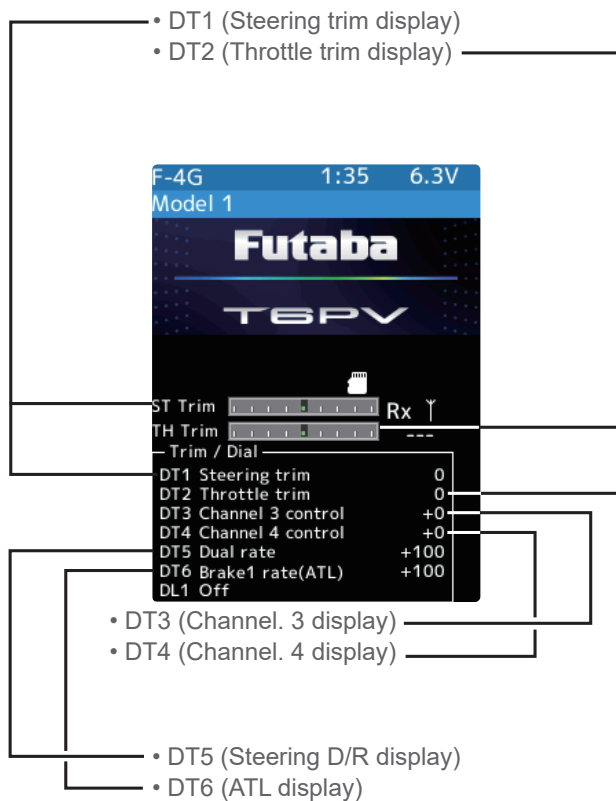 • DT1 (Steering trim display)
• DT2 (Throttle trim display)
F-4G 1:35 6.3V
Model 1
Futaba
T6PV
ST Trim Rx
TH Trim ---
Trim / Dial
DT1 Steering trim 0
DT2 Throttle trim 0
DT3 Channel 3 control +0
DT4 Channel 4 control +0
DT5 Dual rate +100
DT6 Brake1 rate(ATL) +100
DL1 Off
• DT3 (Channel. 3 display)
• DT4 (Channel. 4 display)
• DT5 (Steering D/R display)
• DT6 (ATL display)